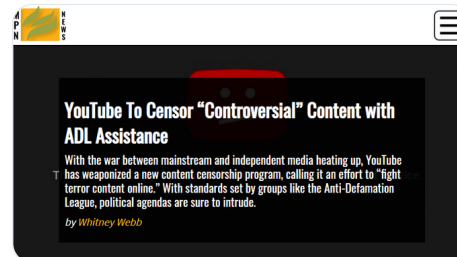 MPN
NEWS
YouTube To Censor “Controversial” Content with
ADL Assistance
With the war between mainstream and independent media heating up, YouTube
has weaponized a new content censorship program, calling it an effort to “fight
terror content online.” With standards set by groups like the Anti-Defamation
League, political agendas are sure to intrude.
by Whitney Webb